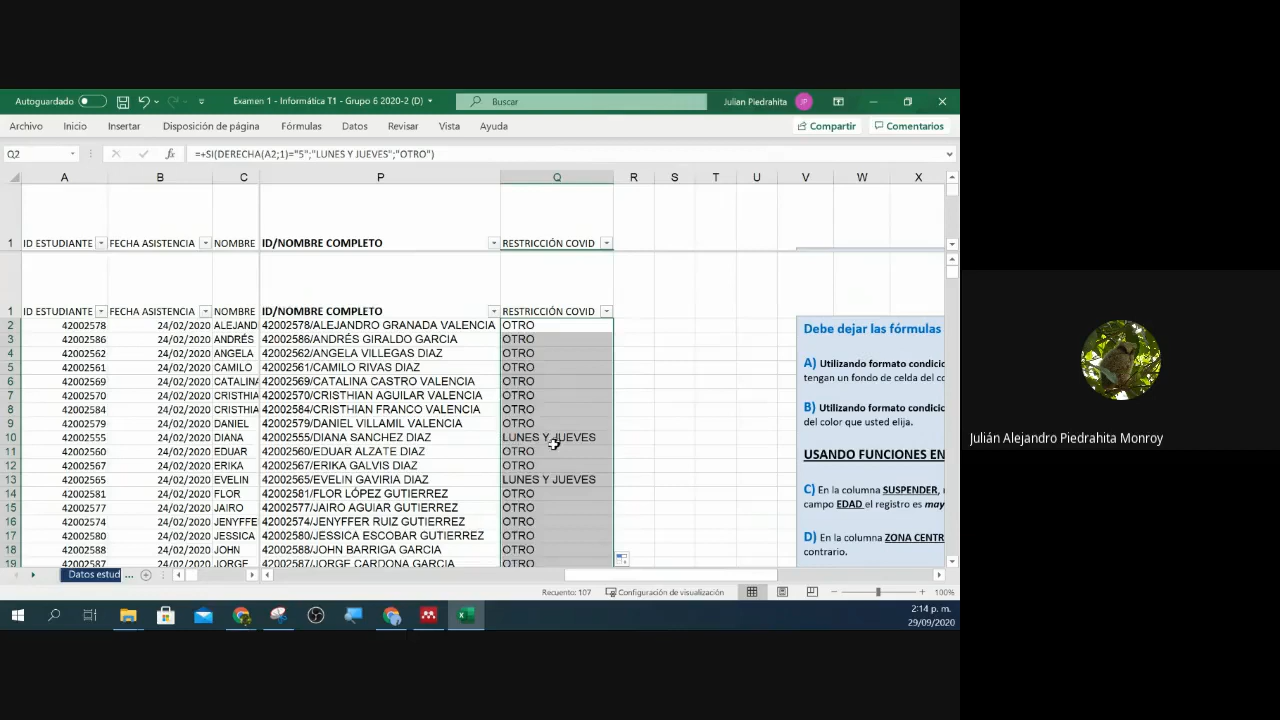 Autoguardado
Examen 1 - Informática T1 - Grupo 6 2020-2 (D)
Buscar
Julian Piedrahita
Archivo Inicio Insertar Disposición de página Fórmulas Datos Revisar Vista Ayuda Compartir Comentarios
Q2 fx =+SI(DERECHA(A2;1)="5";"LUNES Y JUEVES";"OTRO")
A B C P Q R S T U V W X
1 ID ESTUDIANTE FECHA ASISTENCIA NOMBRE ID/NOMBRE COMPLETO RESTRICCIÓN COVID
1 ID ESTUDIANTE FECHA ASISTENCIA NOMBRE ID/NOMBRE COMPLETO RESTRICCIÓN COVID
2 42002578 24/02/2020 ALEJAND 42002578/ALEJANDRO GRANADA VALENCIA OTRO
3 42002586 24/02/2020 ANDRÉS 42002586/ANDRÉS GIRALDO GARCIA OTRO
4 42002562 24/02/2020 ANGELA 42002562/ANGELA VILLEGAS DIAZ OTRO
5 42002561 24/02/2020 CAMILO 42002561/CAMILO RIVAS DIAZ OTRO
6 42002569 24/02/2020 CATALINA 42002569/CATALINA CASTRO VALENCIA OTRO
7 42002570 24/02/2020 CRISTHIA 42002570/CRISTHIAN AGUILAR VALENCIA OTRO
8 42002584 24/02/2020 CRISTHIA 42002584/CRISTHIAN FRANCO VALENCIA OTRO
9 42002579 24/02/2020 DANIEL 42002579/DANIEL VILLAMIL VALENCIA OTRO
10 42002555 24/02/2020 DIANA 42002555/DIANA SANCHEZ DIAZ LUNES Y JUEVES
11 42002560 24/02/2020 EDUAR 42002560/EDUAR ALZATE DIAZ OTRO
12 42002567 24/02/2020 ERIKA 42002567/ERIKA GALVIS DIAZ OTRO
13 42002565 24/02/2020 EVELIN 42002565/EVELIN GAVIRIA DIAZ LUNES Y JUEVES
14 42002581 24/02/2020 FLOR 42002581/FLOR LÓPEZ GUTIERREZ OTRO
15 42002577 24/02/2020 JAIRO 42002577/JAIRO AGUIAR GUTIERREZ OTRO
16 42002574 24/02/2020 JENYFFE 42002574/JENYFFER RUIZ GUTIERREZ OTRO
17 42002580 24/02/2020 JESSICA 42002580/JESSICA ESCOBAR GUTIERREZ OTRO
18 42002588 24/02/2020 JOHN 42002588/JOHN BARRIGA GARCIA OTRO
19 42002587 24/02/2020 JORGE 42002587/JORGE CARDONA GARCIA OTRO
Debe dejar las fórmulas
A) Utilizando formato condicio
tengan un fondo de celda del co
B) Utilizando formato condicio
del color que usted elija.
USANDO FUNCIONES EN
C) En la columna SUSPENDER,
campo EDAD el registro es may
D) En la columna ZONA CENTR
contrario.
Datos estud ...
Recuento: 107 Configuración de visualización 100%
2:14 p. m.
29/09/2020
Julián Alejandro Piedrahita Monroy